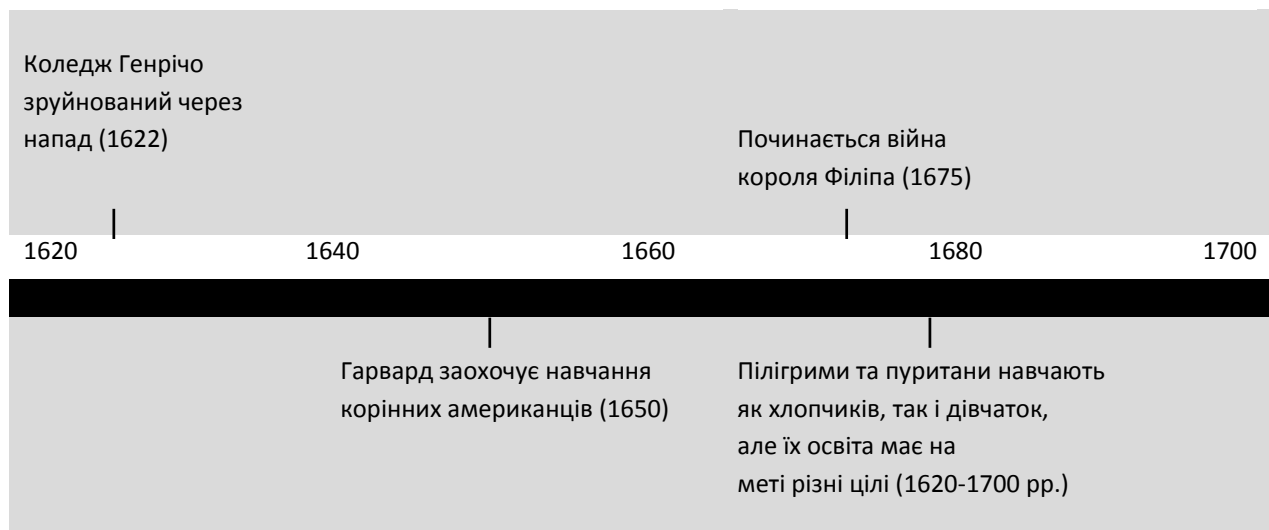 Коледж Генрічо
зруйнований через
напад (1622)
Починається війна
короля Філіпа (1675)
1620 1640 1660 1680 1700
Гарвард заохочує навчання
корінних американців (1650)
Пілігрими та пуритани навчають
як хлопчиків, так і дівчаток,
але їх освіта має на
меті різні цілі (1620-1700 рр.)